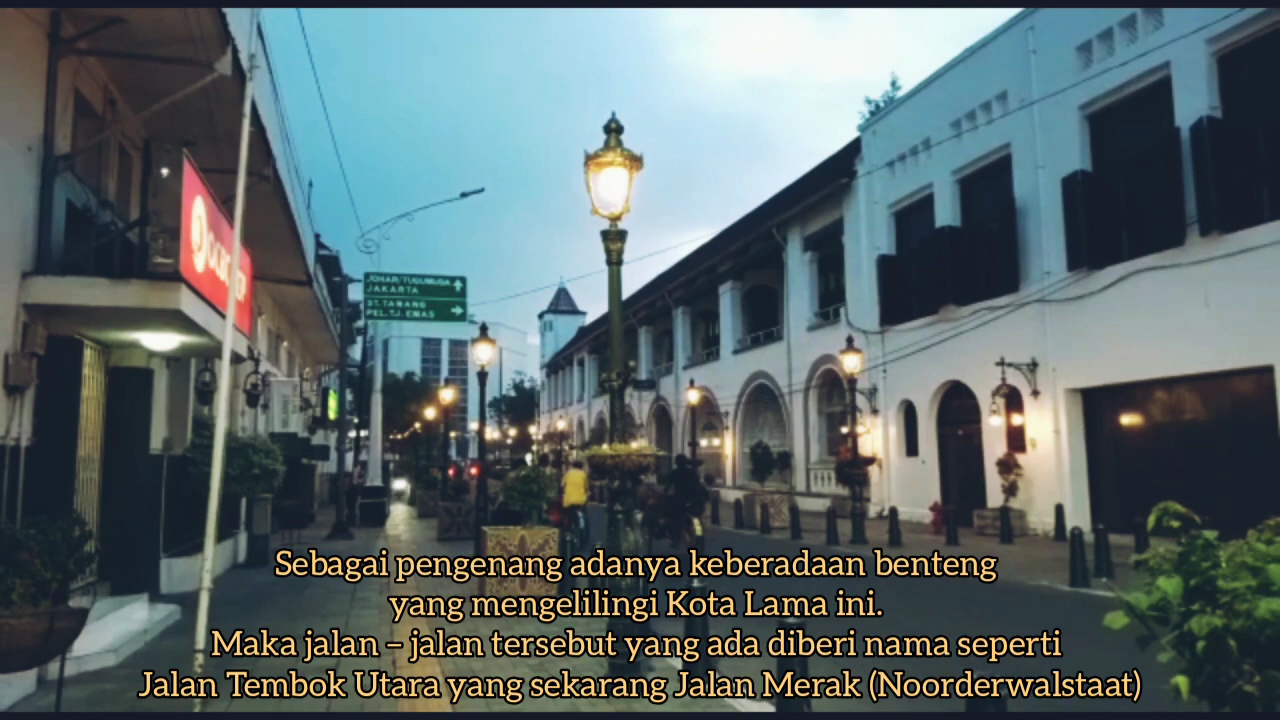 JOHAR/TUGUMUDA
JAKARTA
ST.TAWANG
PEL.TJ.EMAS
Sebagai pengenang adanya keberadaan benteng
yang mengelilingi Kota Lama ini.
Maka jalan – jalan tersebut yang ada diberi nama seperti
Jalan Tembok Utara yang sekarang Jalan Merak (Noorderwalstaat)